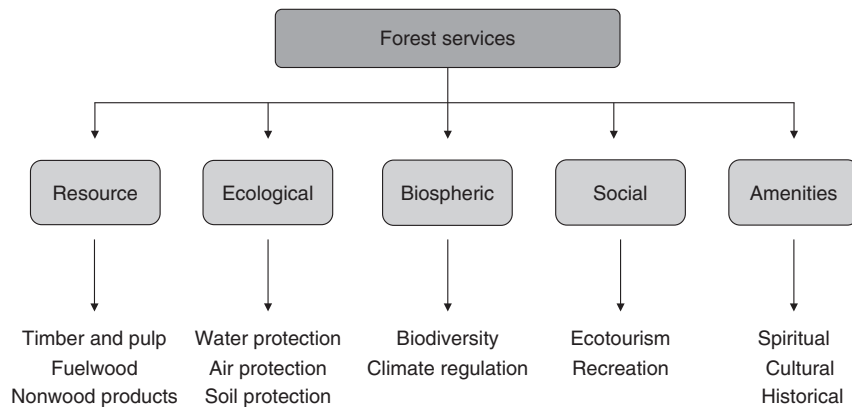 Forest services
Resource
Ecological
Biospheric
Social
Amenities
Timber and pulp
Fuelwood
Nonwood products
Water protection
Air protection
Soil protection
Biodiversity
Climate regulation
Ecotourism
Recreation
Spiritual
Cultural
Historical